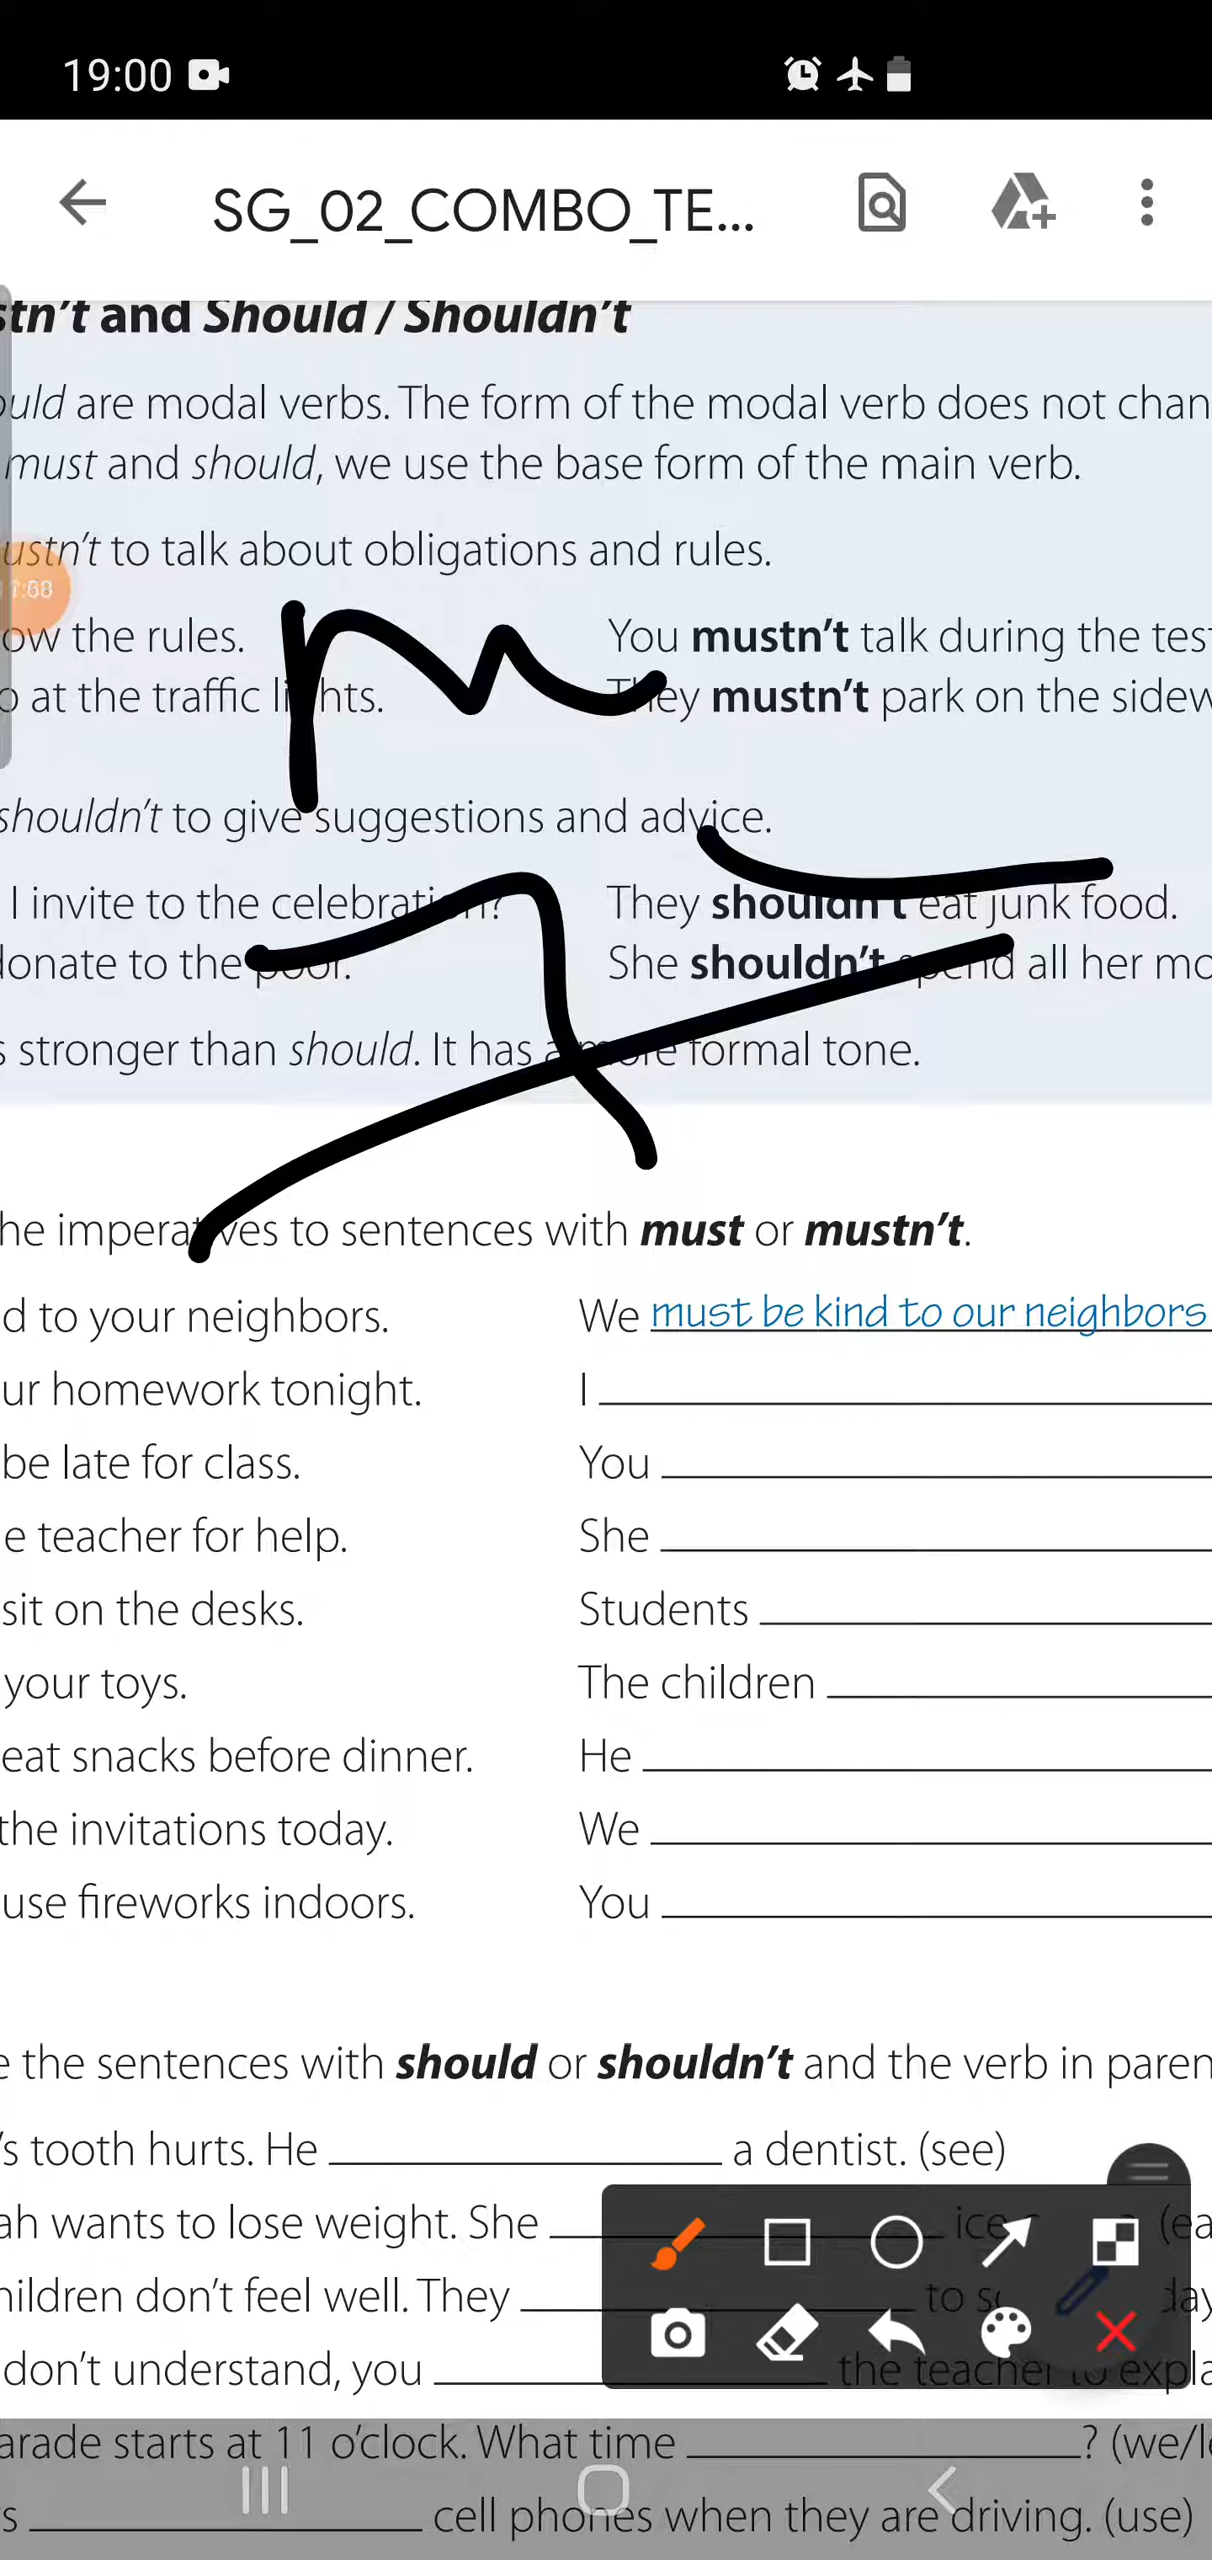 19:00
SG_02_COMBO_TE...
stn't and Should / Shouldn't
ould are modal verbs. The form of the modal verb does not chan
must and should, we use the base form of the main verb.
ustn't to talk about obligations and rules.
ow the rules. You mustn't talk during the test
at the traffic lights. They mustn't park on the sidew
shouldn't to give suggestions and advice.
I invite to the celebration? They shouldn't eat junk food.
donate to the poor. She shouldn't spend all her mo
s stronger than should. It has a more formal tone.
he imperatives to sentences with must or mustn't.
d to your neighbors. We must be kind to our neighbors
ur homework tonight. I
be late for class. You
e teacher for help. She
sit on the desks. Students
your toys. The children
eat snacks before dinner. He
the invitations today. We
use fireworks indoors. You
e the sentences with should or shouldn't and the verb in paren
's tooth hurts. He a dentist. (see)
ah wants to lose weight. She ice (ea
hildren don't feel well. They to sc day
don't understand, you the teacher to expla
arade starts at 11 o'clock. What time ? (we/le
s cell phones when they are driving. (use)